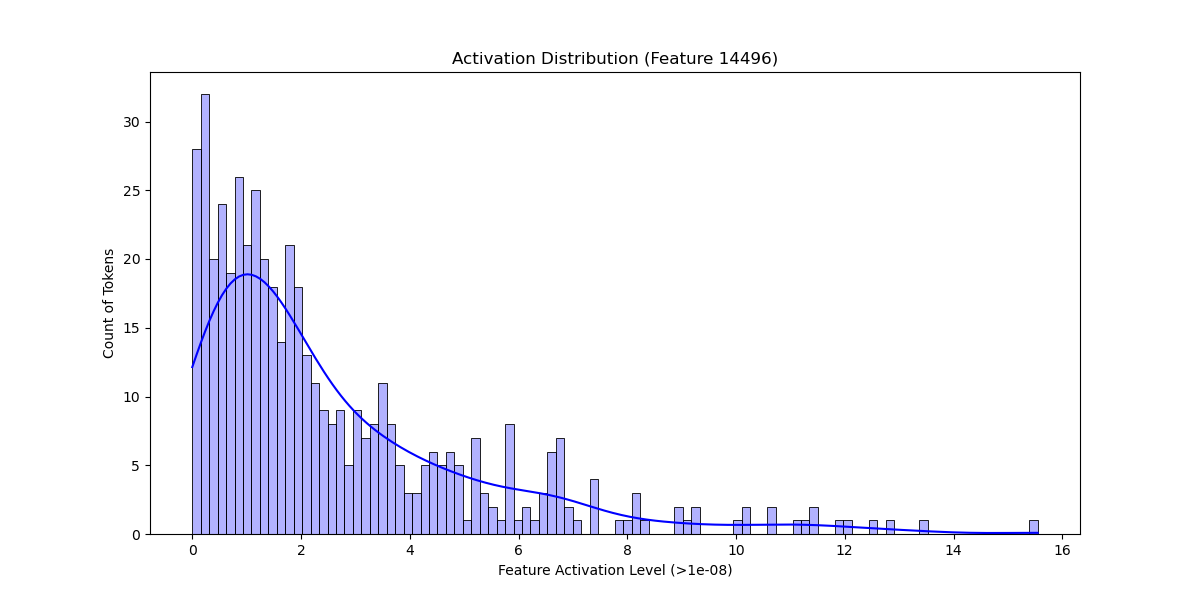 Activation Distribution (Feature 14496)
Count of Tokens
30
25
20
15
10
5
0
0 2 4 6 8 10 12 14 16
Feature Activation Level (>1e-08)